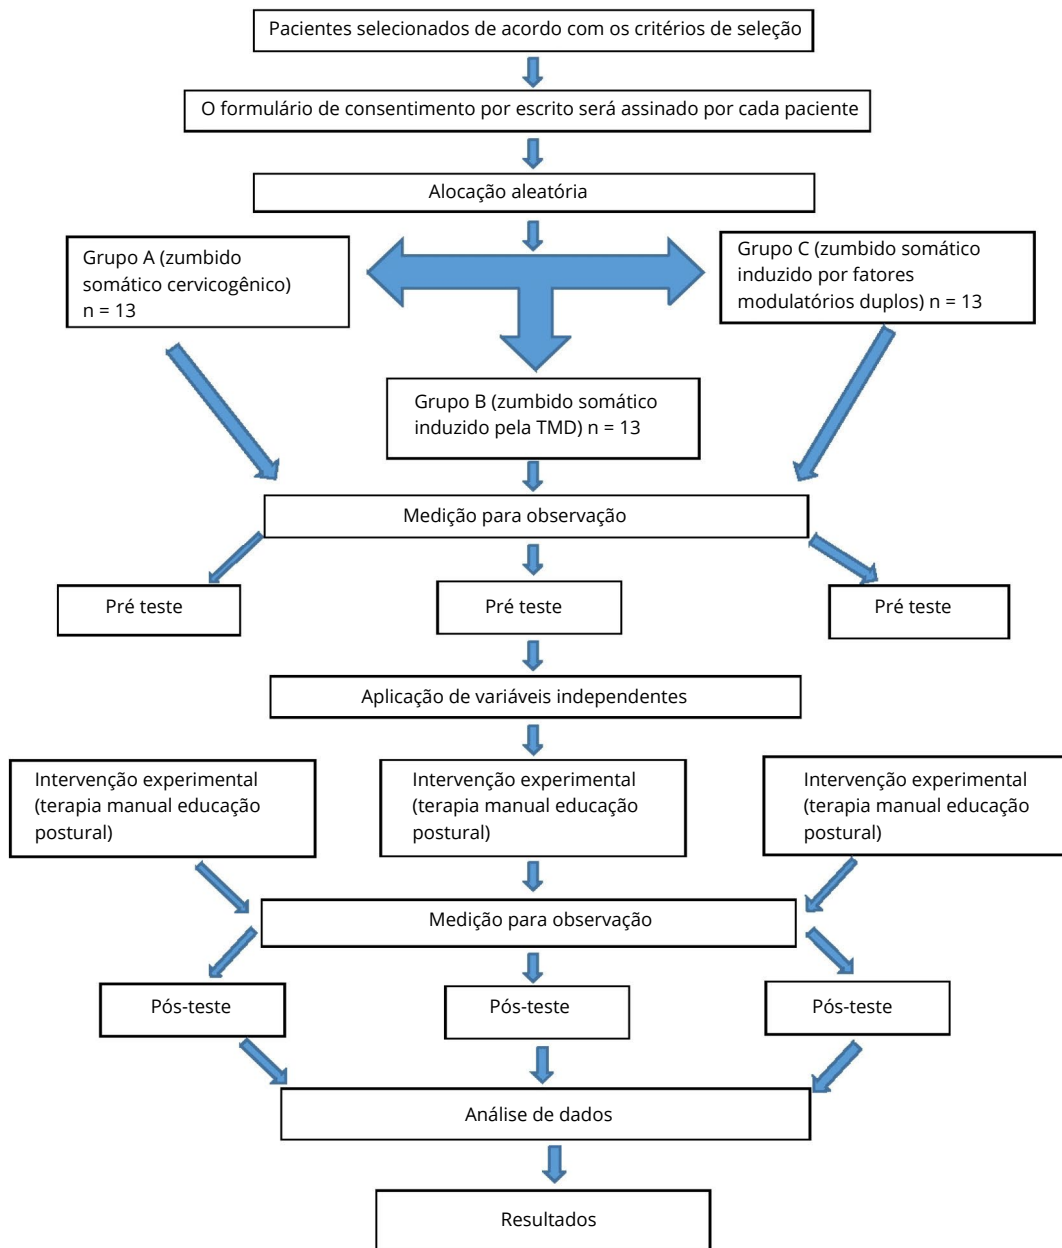 Pacientes selecionados de acordo com os critérios de seleção
O formulário de consentimento por escrito será assinado por cada paciente
Alocação aleatória
Grupo A (zumbido
somático cervicogênico)
n = 13
Grupo C (zumbido somático
induzido por fatores
modulatórios duplos) n = 13
Grupo B (zumbido somático
induzido pela TMD) n = 13
Medição para observação
Pré teste
Pré teste
Pré teste
Aplicação de variáveis independentes
Intervenção experimental
(terapia manual educação
postural)
Intervenção experimental
(terapia manual educação
postural)
Intervenção experimental
(terapia manual educação
postural)
Medição para observação
Pós-teste
Pós-teste
Pós-teste
Análise de dados
Resultados